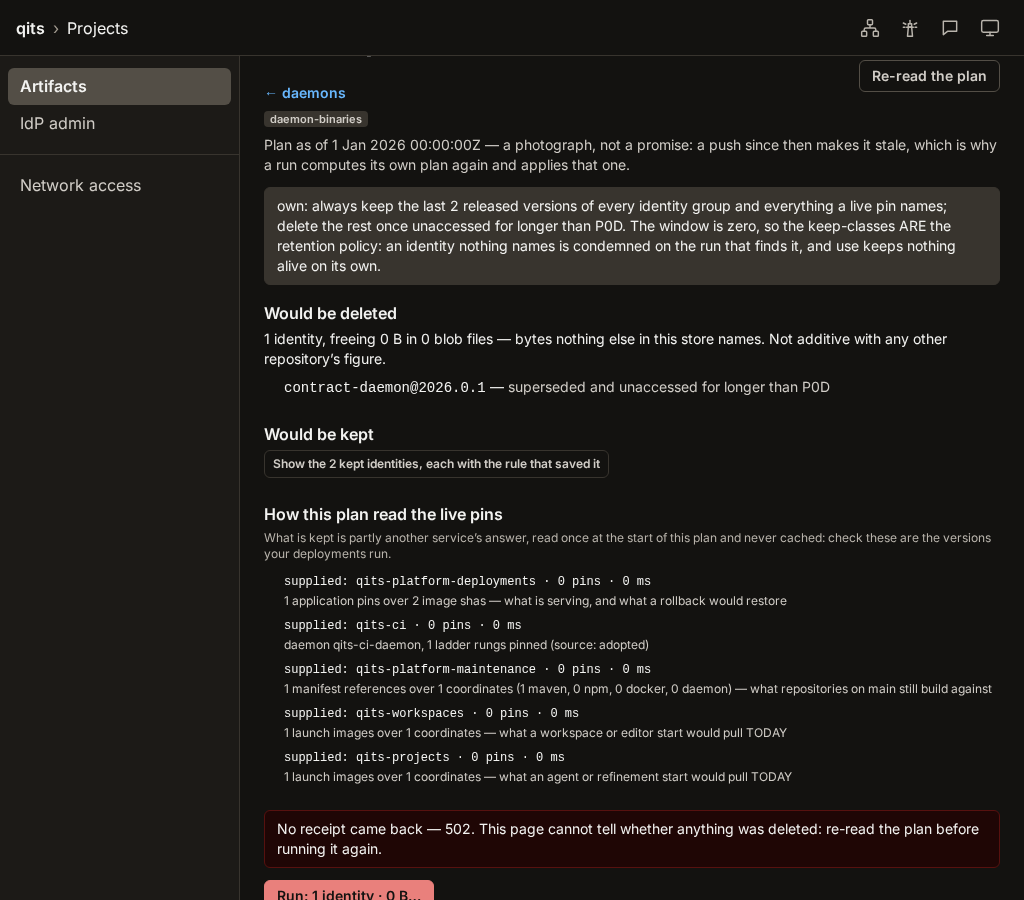 qits › Projects
Artifacts
IdP admin
Network access
Re-read the plan
← daemons
daemon-binaries
Plan as of 1 Jan 2026 00:00:00Z — a photograph, not a promise: a push since then makes it stale, which is why
a run computes its own plan again and applies that one.
own: always keep the last 2 released versions of every identity group and everything a live pin names;
delete the rest once unaccessed for longer than P0D. The window is zero, so the keep-classes ARE the
retention policy: an identity nothing names is condemned on the run that finds it, and use keeps nothing
alive on its own.
Would be deleted
1 identity, freeing 0 B in 0 blob files — bytes nothing else in this store names. Not additive with any other
repository’s figure.
contract-daemon@2026.0.1 — superseded and unaccessed for longer than P0D
Would be kept
Show the 2 kept identities, each with the rule that saved it
How this plan read the live pins
What is kept is partly another service’s answer, read once at the start of this plan and never cached: check these are the versions
your deployments run.
supplied: qits-platform-deployments · 0 pins · 0 ms
1 application pins over 2 image shas — what is serving, and what a rollback would restore
supplied: qits-ci · 0 pins · 0 ms
daemon qits-ci-daemon, 1 ladder rungs pinned (source: adopted)
supplied: qits-platform-maintenance · 0 pins · 0 ms
1 manifest references over 1 coordinates (1 maven, 0 npm, 0 docker, 0 daemon) — what repositories on main still build against
supplied: qits-workspaces · 0 pins · 0 ms
1 launch images over 1 coordinates — what a workspace or editor start would pull TODAY
supplied: qits-projects · 0 pins · 0 ms
1 launch images over 1 coordinates — what an agent or refinement start would pull TODAY
No receipt came back — 502. This page cannot tell whether anything was deleted: re-read the plan before
running it again.
Run: 1 identity · 0 B…